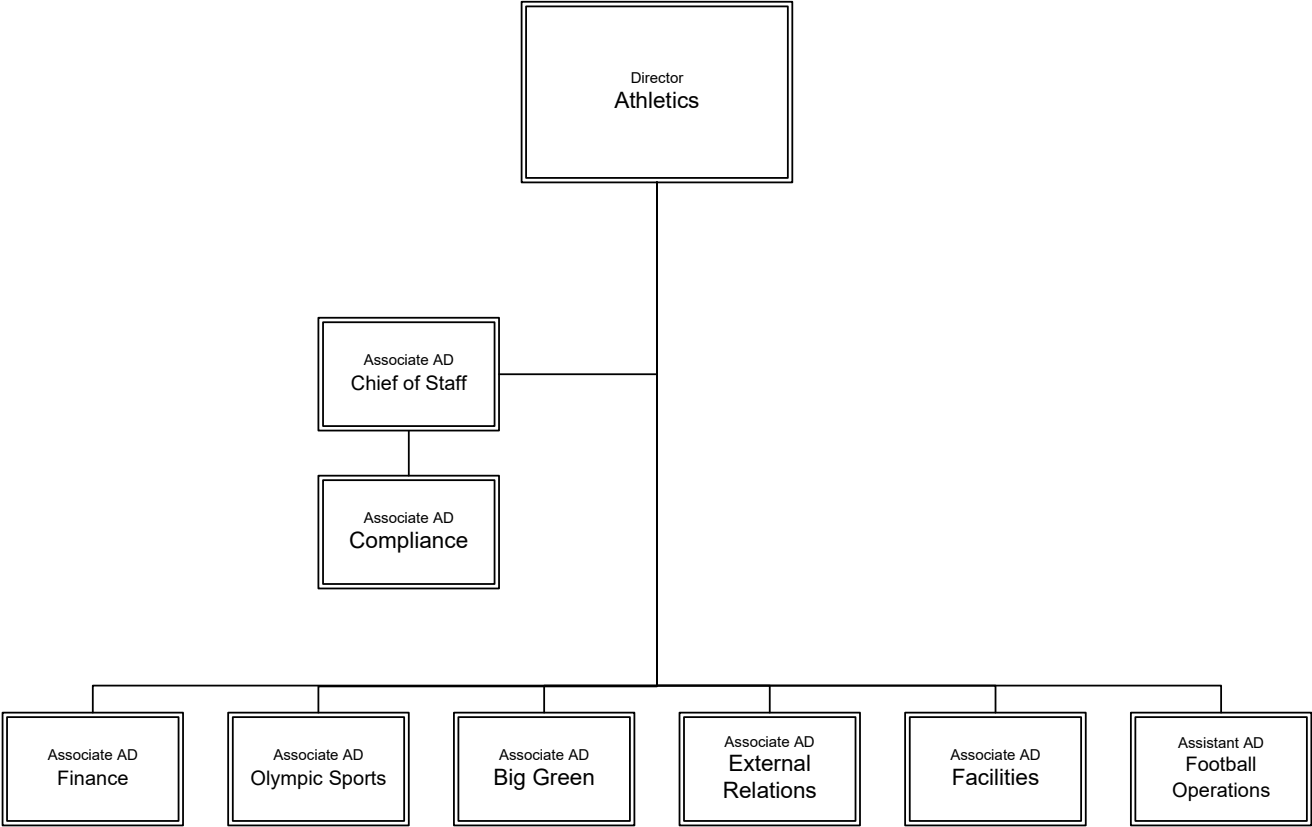 Director
Athletics
Associate AD
Chief of Staff
Associate AD
Compliance
Associate AD
Finance
Associate AD
Olympic Sports
Associate AD
Big Green
Associate AD
External
Relations
Associate AD
Facilities
Assistant AD
Football
Operations